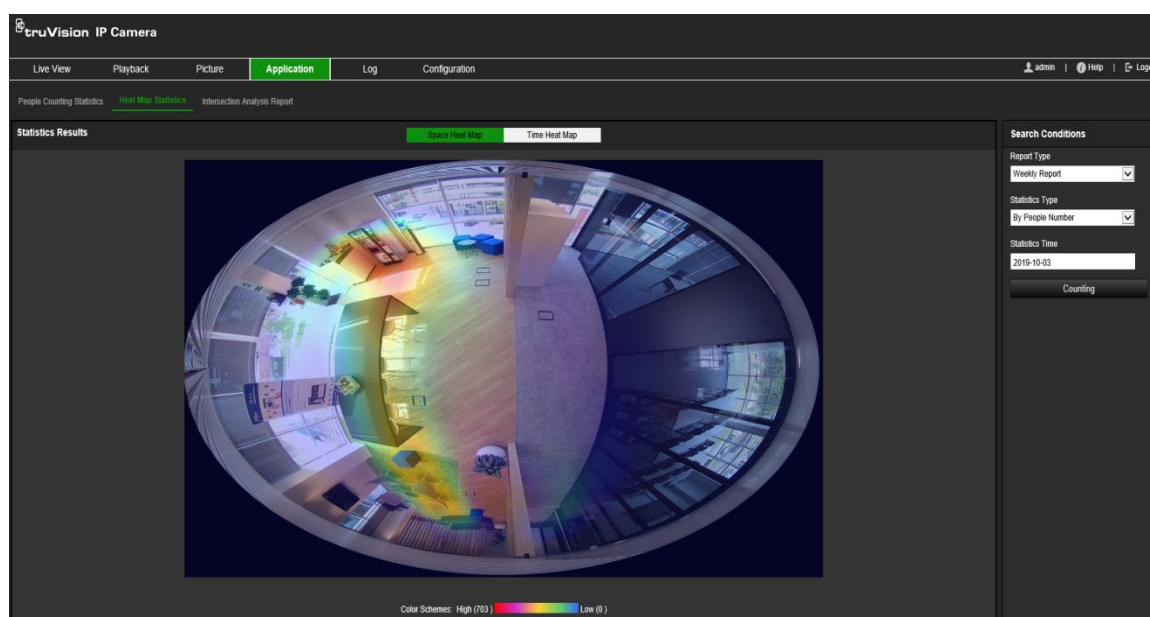 truVision IP Camera
Live View Playback Picture Application Log Configuration admin | Help | Logo
People Counting Statistics Heat Map Statistics Intersection Analysis Report
Statistics Results Space Heat Map Time Heat Map Search Conditions
Report Type
Weekly Report
Statistics Type
By People Number
Statistics Time
2019-10-03
Counting
Color Schemes: High (703 ) Low (0 )